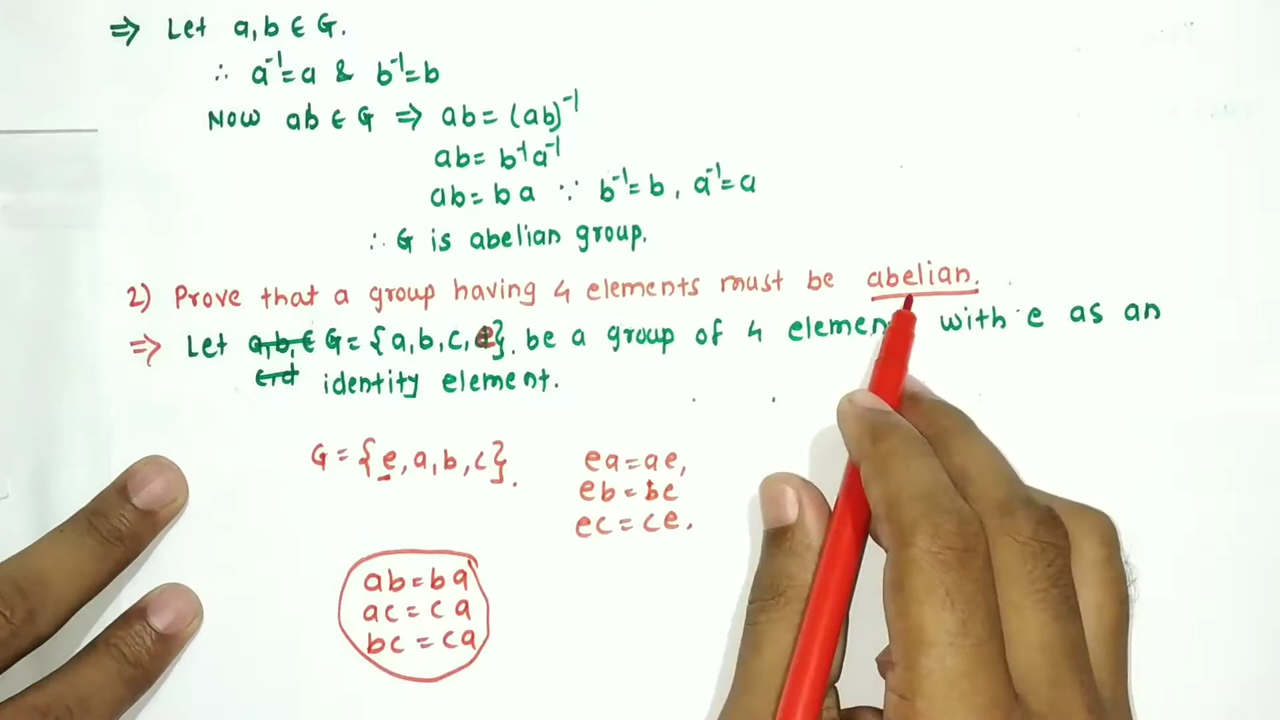 ⇒ Let a,b ∈ G.
∴ a⁻¹=a & b⁻¹=b
Now ab ∈ G ⇒ ab = (ab)⁻¹
ab = b⁻¹a⁻¹
ab = ba ∵ b⁻¹=b, a⁻¹=a
∴ G is abelian group.
2) Prove that a group having 4 elements must be abelian.
⇒ Let a,b, ∈ G = {a,b,c,e}. be a group of 4 elemen with e as an
identity element.
G = {e,a,b,c}.
ea=ae,
eb=be
ec=ce.
ab=ba
ac=ca
bc=ca